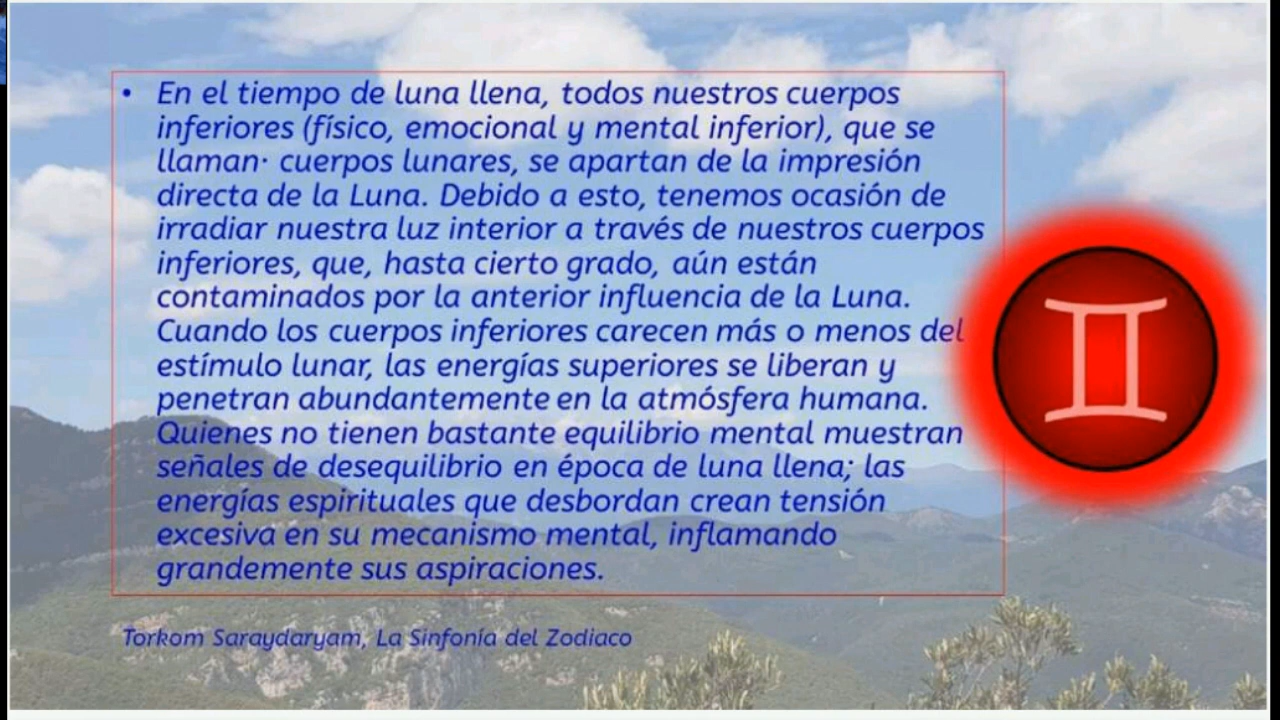 • En el tiempo de luna llena, todos nuestros cuerpos
inferiores (físico, emocional y mental inferior), que se
llaman· cuerpos lunares, se apartan de la impresión
directa de la Luna. Debido a esto, tenemos ocasión de
irradiar nuestra luz interior a través de nuestros cuerpos
inferiores, que, hasta cierto grado, aún están
contaminados por la anterior influencia de la Luna.
Cuando los cuerpos inferiores carecen más o menos del
estímulo lunar, las energías superiores se liberan y
penetran abundantemente en la atmósfera humana.
Quienes no tienen bastante equilibrio mental muestran
señales de desequilibrio en época de luna llena; las
energías espirituales que desbordan crean tensión
excesiva en su mecanismo mental, inflamando
grandemente sus aspiraciones.
Torkom Saraydaryam, La Sinfonía del Zodiaco